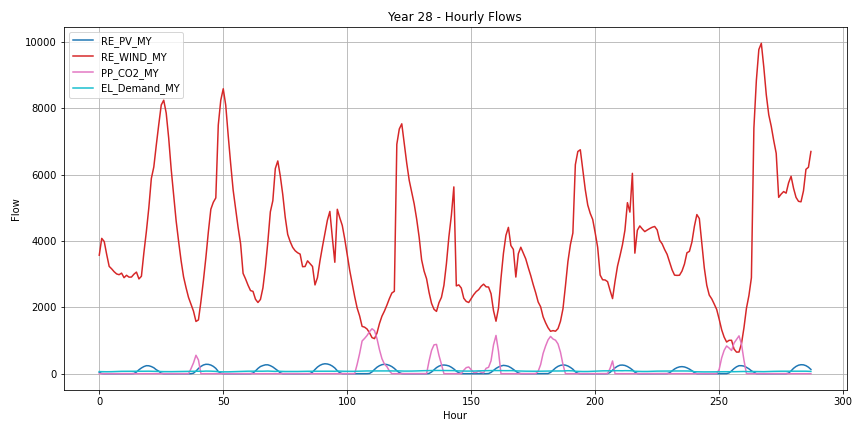 Year 28 - Hourly Flows
10000
8000
6000
4000
2000
0
Flow
RE_PV_MY
RE_WIND_MY
PP_CO2_MY
EL_Demand_MY
0 50 100 150 200 250 300
Hour